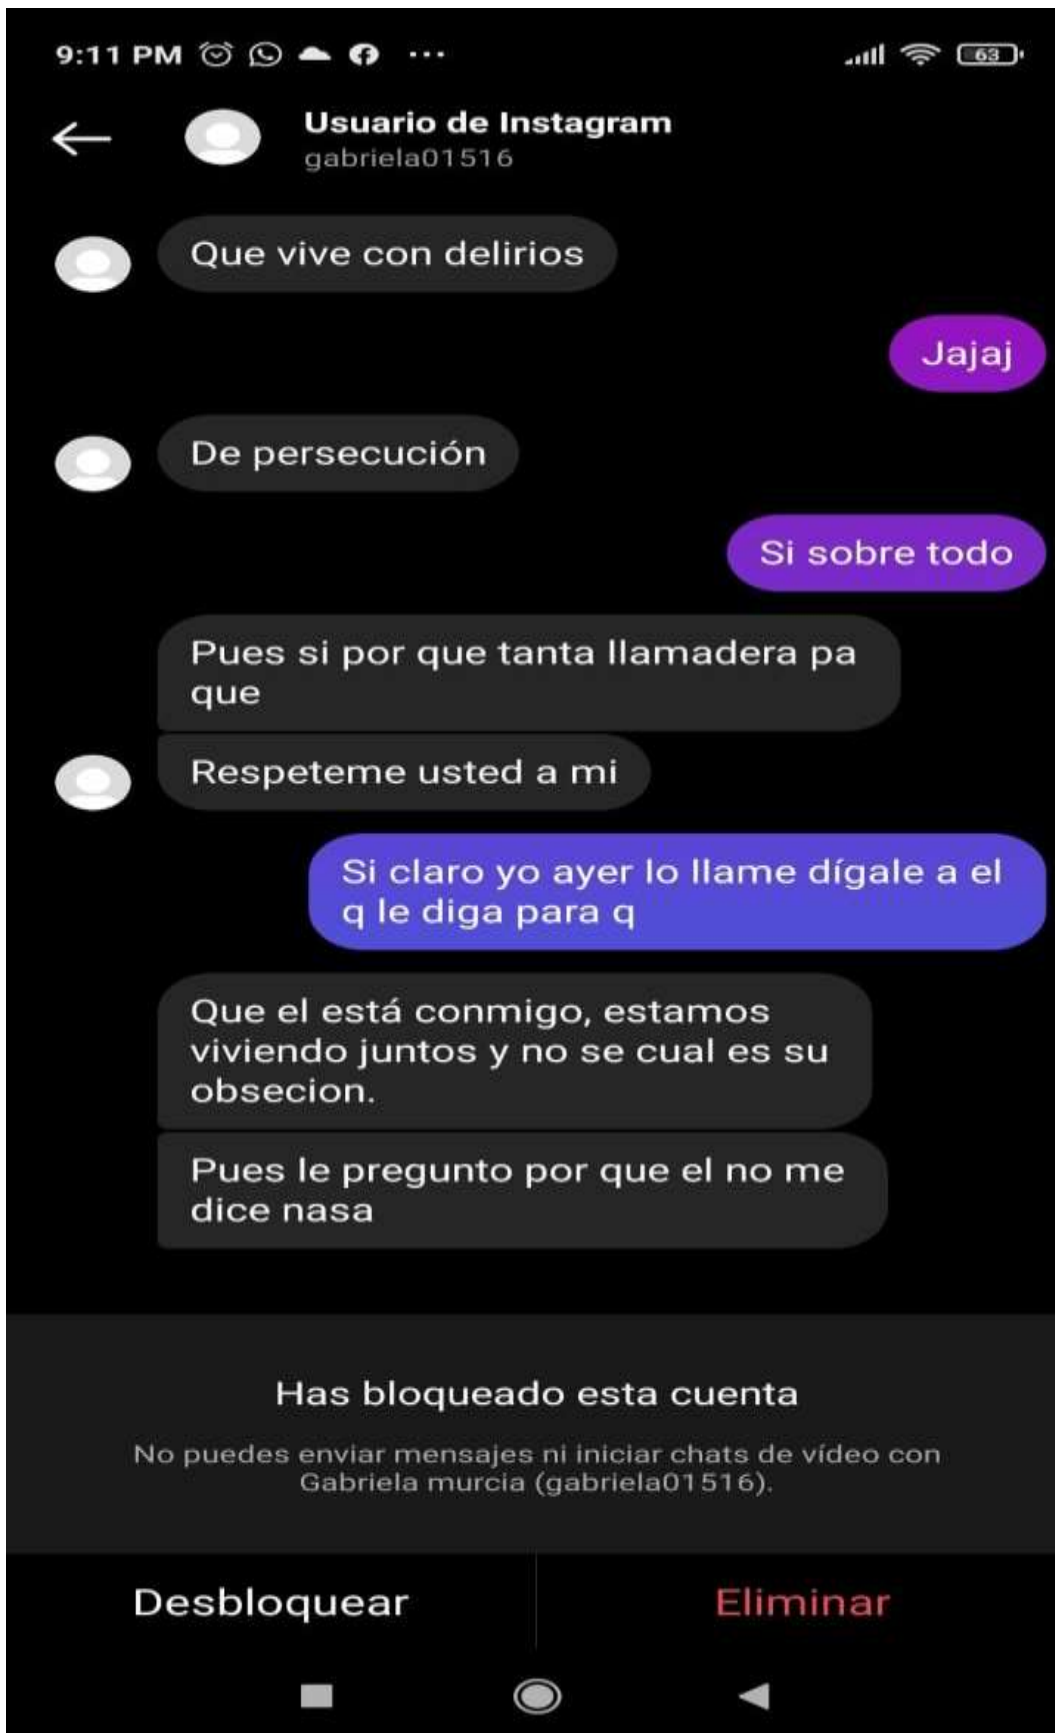 9:11 PM ...
63
Usuario de Instagram
gabriela01516
Que vive con delirios
Jajaj
De persecución
Si sobre todo
Pues si por que tanta llamadera pa
que
Respeteme usted a mi
Si claro yo ayer lo llame dígale a el
q le diga para q
Que el está conmigo, estamos
viviendo juntos y no se cual es su
obsecion.
Pues le pregunto por que el no me
dice nasa
Has bloqueado esta cuenta
No puedes enviar mensajes ni iniciar chats de vídeo con
Gabriela murcia (gabriela01516).
Desbloquear
Eliminar